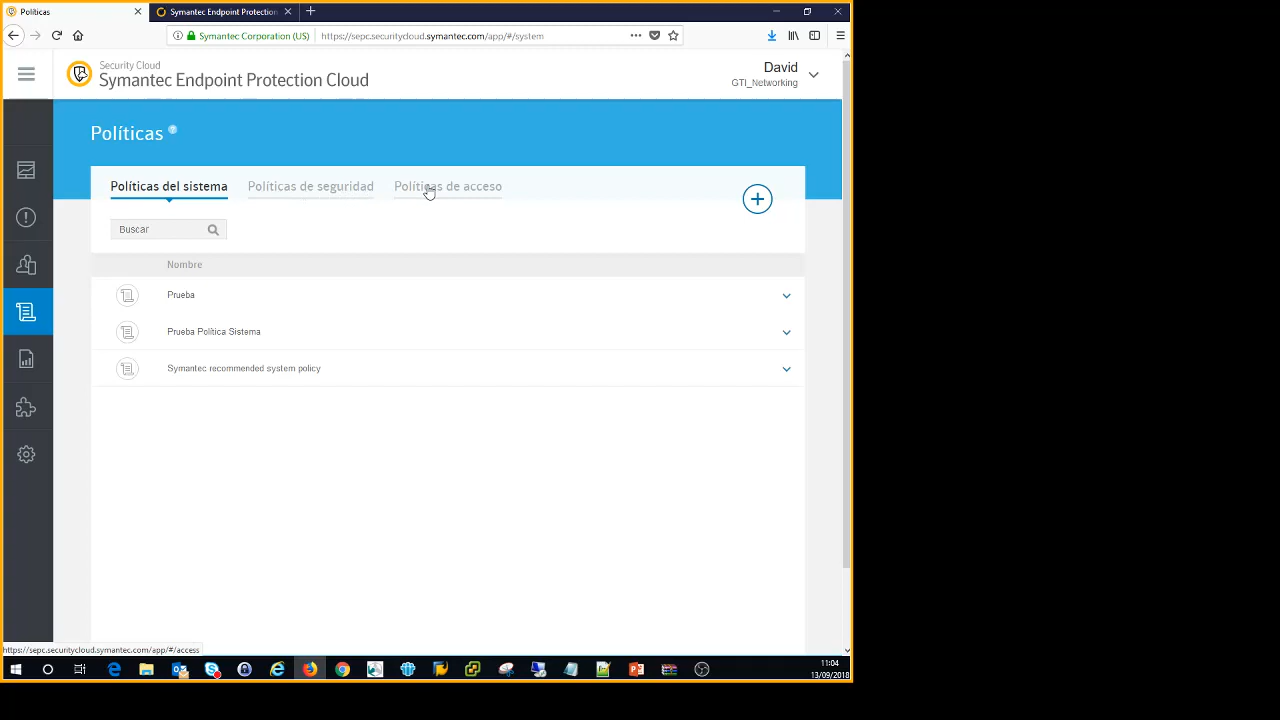 Políticas
Symantec Endpoint Protection
Symantec Corporation (US)
https://sepc.securitycloud.symantec.com/app/#/system
Security Cloud
Symantec Endpoint Protection Cloud
David
GTI_Networking
Políticas
Políticas del sistema
Políticas de seguridad
Políticas de acceso
Buscar
Nombre
Prueba
Prueba Política Sistema
Symantec recommended system policy
https://sepc.securitycloud.symantec.com/app/#/access
11:04
13/09/2018